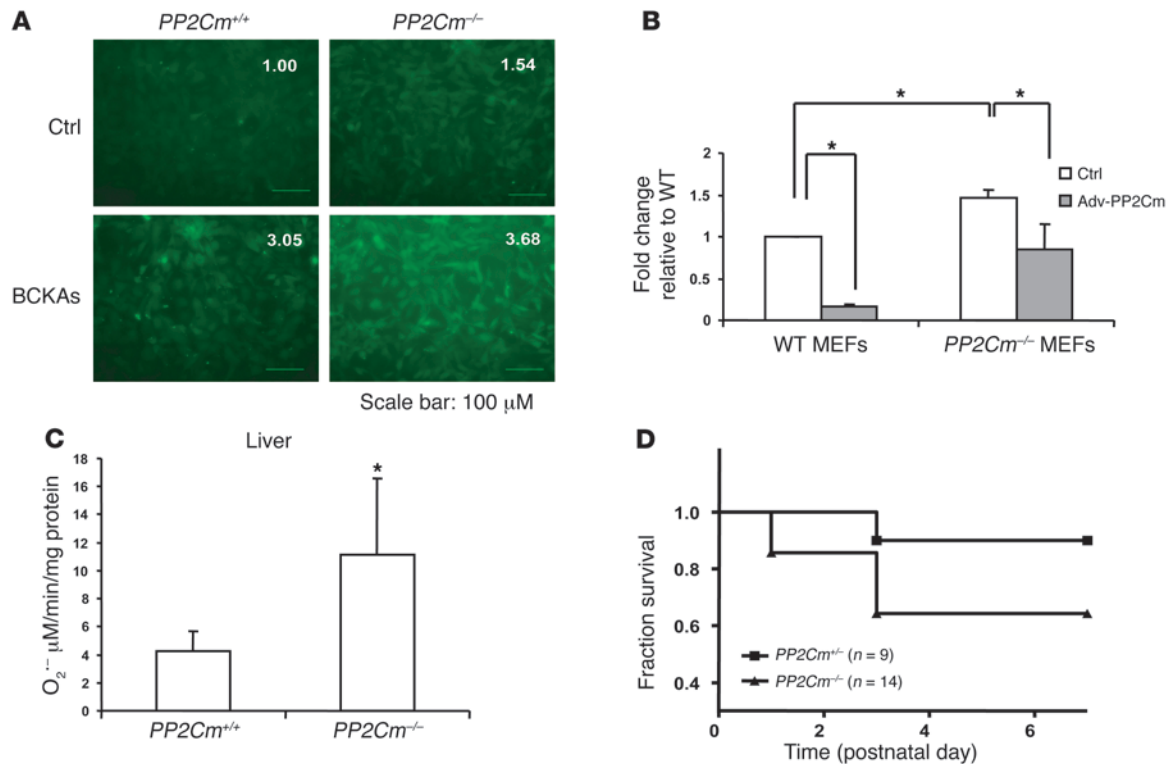 A
PP2Cm+/+
PP2Cm–/–
Ctrl
1.00
1.54
BCKAs
3.05
3.68
Scale bar: 100 μM
B
*
*
*
Fold change
relative to WT
2
1.5
1
0.5
0
Ctrl
Adv-PP2Cm
WT MEFs
PP2Cm–/– MEFs
C
Liver
O2·– μM/min/mg protein
18
16
14
12
10
8
6
4
2
0
*
PP2Cm+/+
PP2Cm–/–
D
Fraction survival
1.0
0.8
0.6
0.4
PP2Cm+/– (n = 9)
PP2Cm–/– (n = 14)
0
2
4
6
Time (postnatal day)